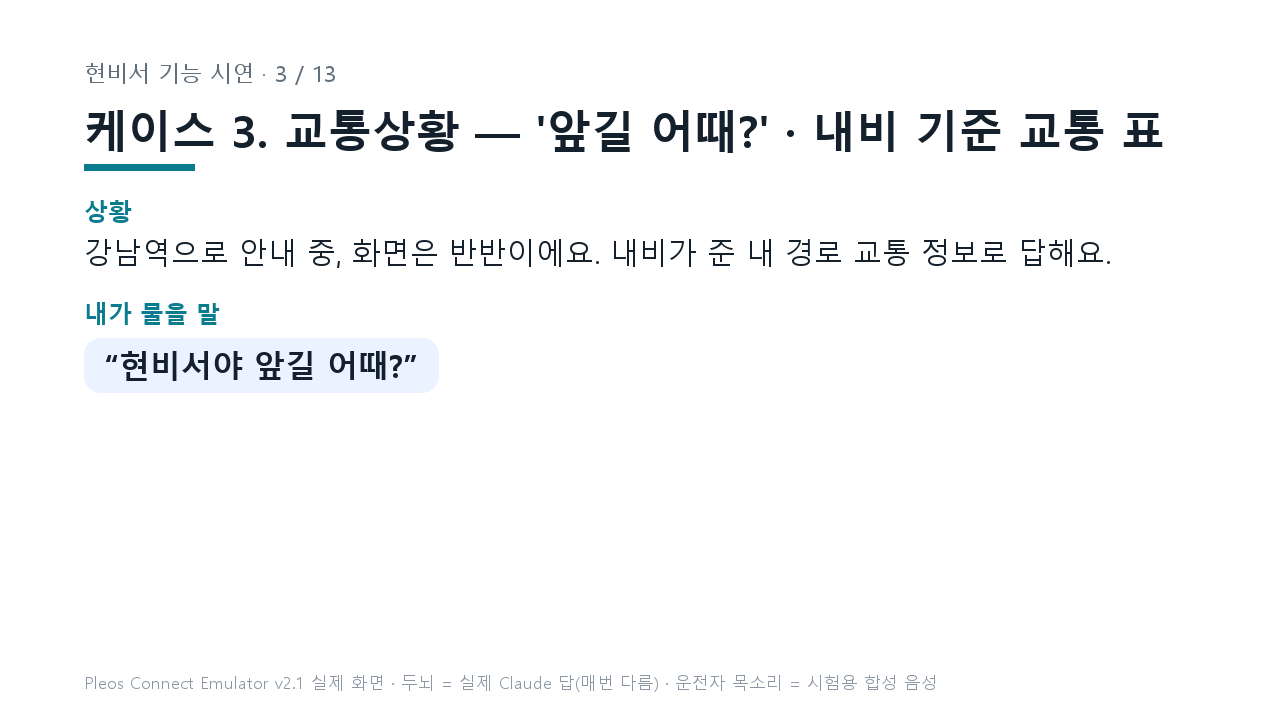 현비서 기능 시연 · 3 / 13
케이스 3. 교통상황 — '앞길 어때?' · 내비 기준 교통 표
상황
강남역으로 안내 중, 화면은 반반이에요. 내비가 준 내 경로 교통 정보로 답해요.
내가 물을 말
“현비서야 앞길 어때?”
Pleos Connect Emulator v2.1 실제 화면 · 두뇌 = 실제 Claude 답(매번 다름) · 운전자 목소리 = 시험용 합성 음성